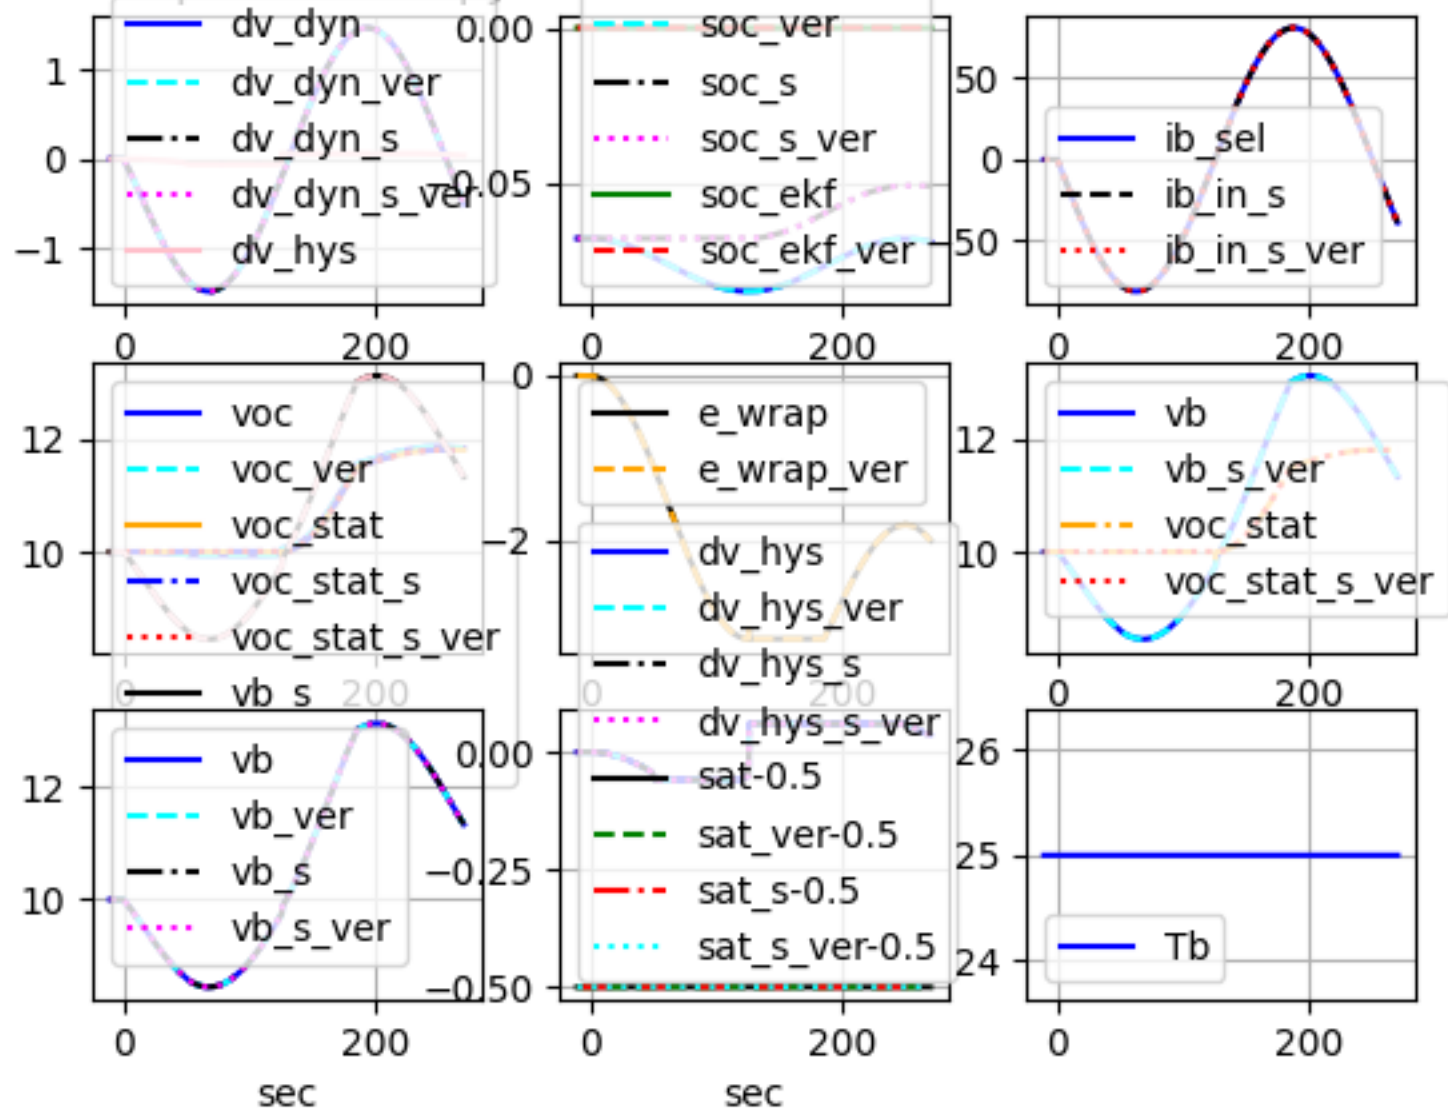 dv_dyn
dv_dyn_ver
dv_dyn_s
dv_dyn_s_ver
dv_hys
1
0
−1
0
200
soc_ver
soc_s
soc_s_ver
soc_ekf
soc_ekf_ver
0.00
−0.05
0
200
ib_sel
ib_in_s
ib_in_s_ver
50
0
50
0
200
voc
voc_ver
voc_stat
voc_stat_s
voc_stat_s_ver
vb_s
12
10
0
200
e_wrap
e_wrap_ver
0
−2
0
200
vb
vb_s_ver
voc_stat
voc_stat_s_ver
12
10
0
200
vb
vb_ver
vb_s
vb_s_ver
12
10
0
200
sec
dv_hys
dv_hys_ver
dv_hys_s
dv_hys_s_ver
sat-0.5
sat_ver-0.5
sat_s-0.5
sat_s_ver-0.5
0.00
−0.25
−0.50
0
200
sec
Tb
26
25
24
0
200